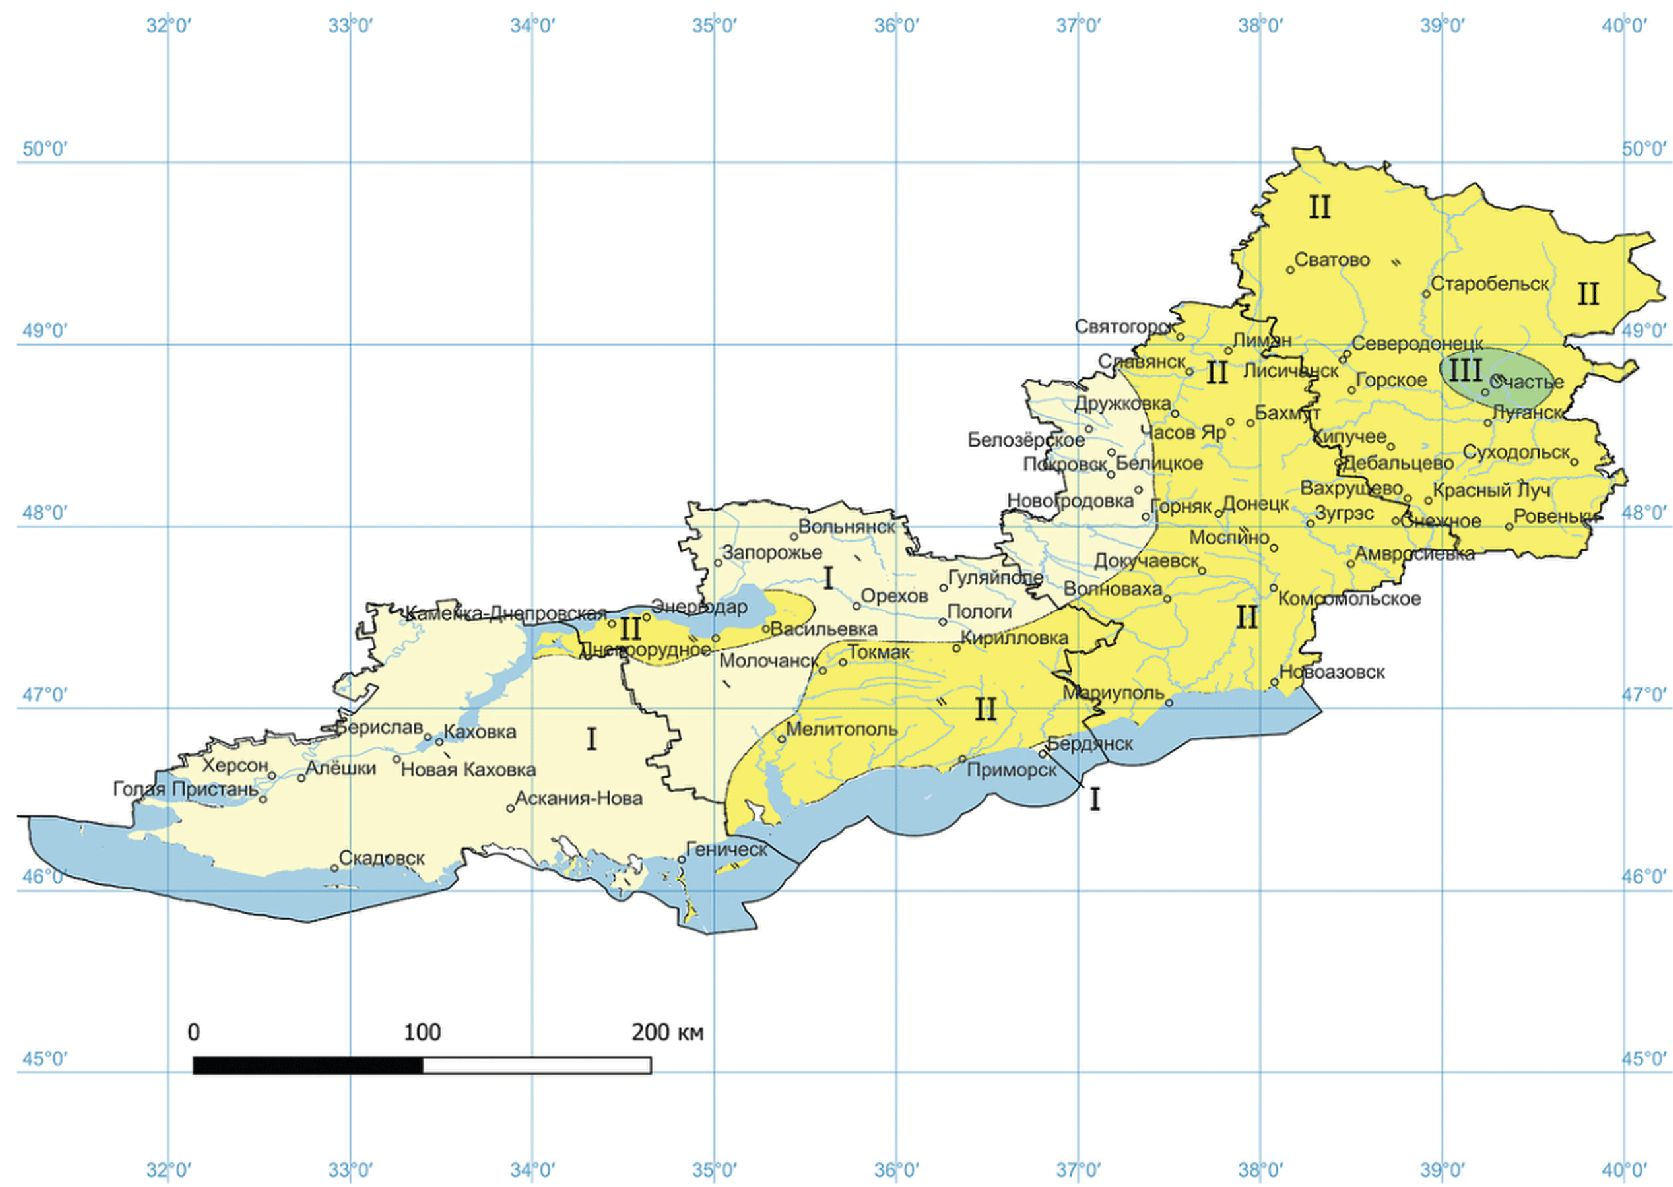 32°0′ 33°0′ 34°0′ 35°0′ 36°0′ 37°0′ 38°0′ 39°0′ 40°0′
50°0′ 50°0′
II
Сватово
Старобельск
II
49°0′ 49°0′
Святогорск
Лиман
Северодонецк
Славянск
II
Лисичанск
Горское
III
Счастье
Дружковка
Бахмут
Луганск
Часов Яр
Белозёрское
Кипучее
Суходольск
Покровск
Белицкое
Дебальцево
Вахрушево
Красный Луч
Новогродовка
Горняк
Донецк
Зугрэс
Снежное
Ровеньки
48°0′ 48°0′
Вольнянск
Моспино
Запорожье
Докучаевск
Амвросиевка
I
Гуляйполе
Волноваха
Орехов
Комсомольское
Каменка-Днепровская
Энергодар
Пологи
II
II
Васильевка
Кирилловка
Днепрорудное
Молочанск
Токмак
Новоазовск
Мариуполь
47°0′ 47°0′
II
Берислав
Каховка
I
Мелитополь
Бердянск
Херсон
Алёшки
Новая Каховка
Приморск
Голая Пристань
Аскания-Нова
I
Скадовск
Геническ
46°0′ 46°0′
0 100 200 км
45°0′ 45°0′
32°0′ 33°0′ 34°0′ 35°0′ 36°0′ 37°0′ 38°0′ 39°0′ 40°0′